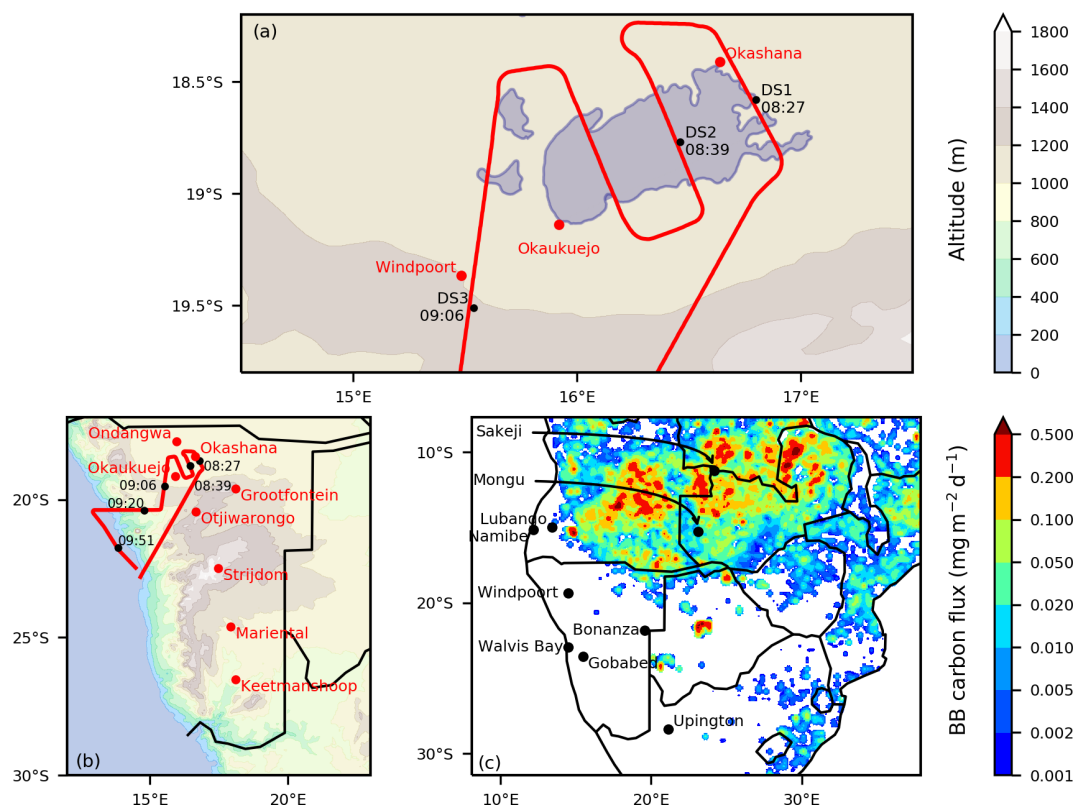 (a)
Okashana
DS1
08:27
DS2
08:39
Okaukuejo
Windpoort
DS3
09:06
18.5°S
19°S
19.5°S
15°E
16°E
17°E
1800
1600
1400
1200
1000
800
600
400
200
0
Altitude (m)
Ondangwa
Okashana
Okaukuejo
08:27
09:06
08:39
09:20
Grootfontein
Otjiwarongo
09:51
Strijdom
Mariental
Keetmanshoop
(b)
20°S
25°S
30°S
15°E
20°E
Sakeji
Mongu
Lubango
Namibe
Windpoort
Bonanza
Walvis Bay
Gobabeb
Upington
(c)
10°S
20°S
30°S
10°E
20°E
30°E
0.500
0.200
0.100
0.050
0.020
0.010
0.005
0.002
0.001
BB carbon flux (mg m⁻² d⁻¹)